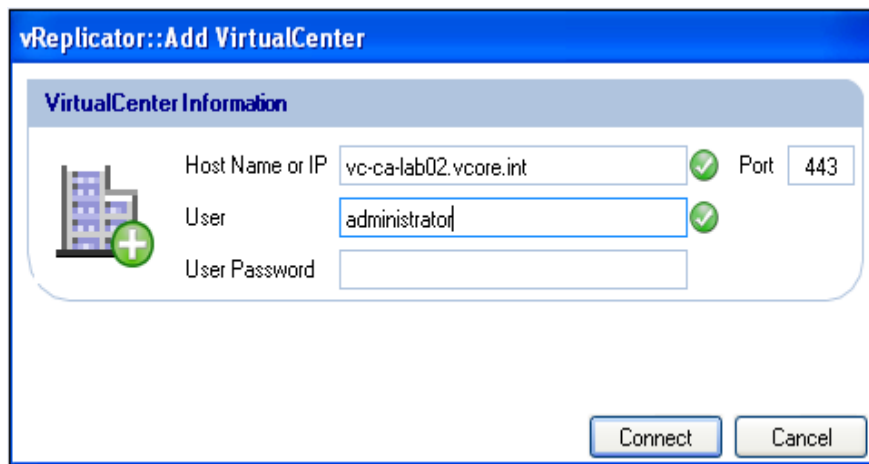 vReplicator::Add VirtualCenter
VirtualCenter Information
Host Name or IP vc-ca-lab02.vcore.int Port 443
User administrator
User Password
Connect Cancel